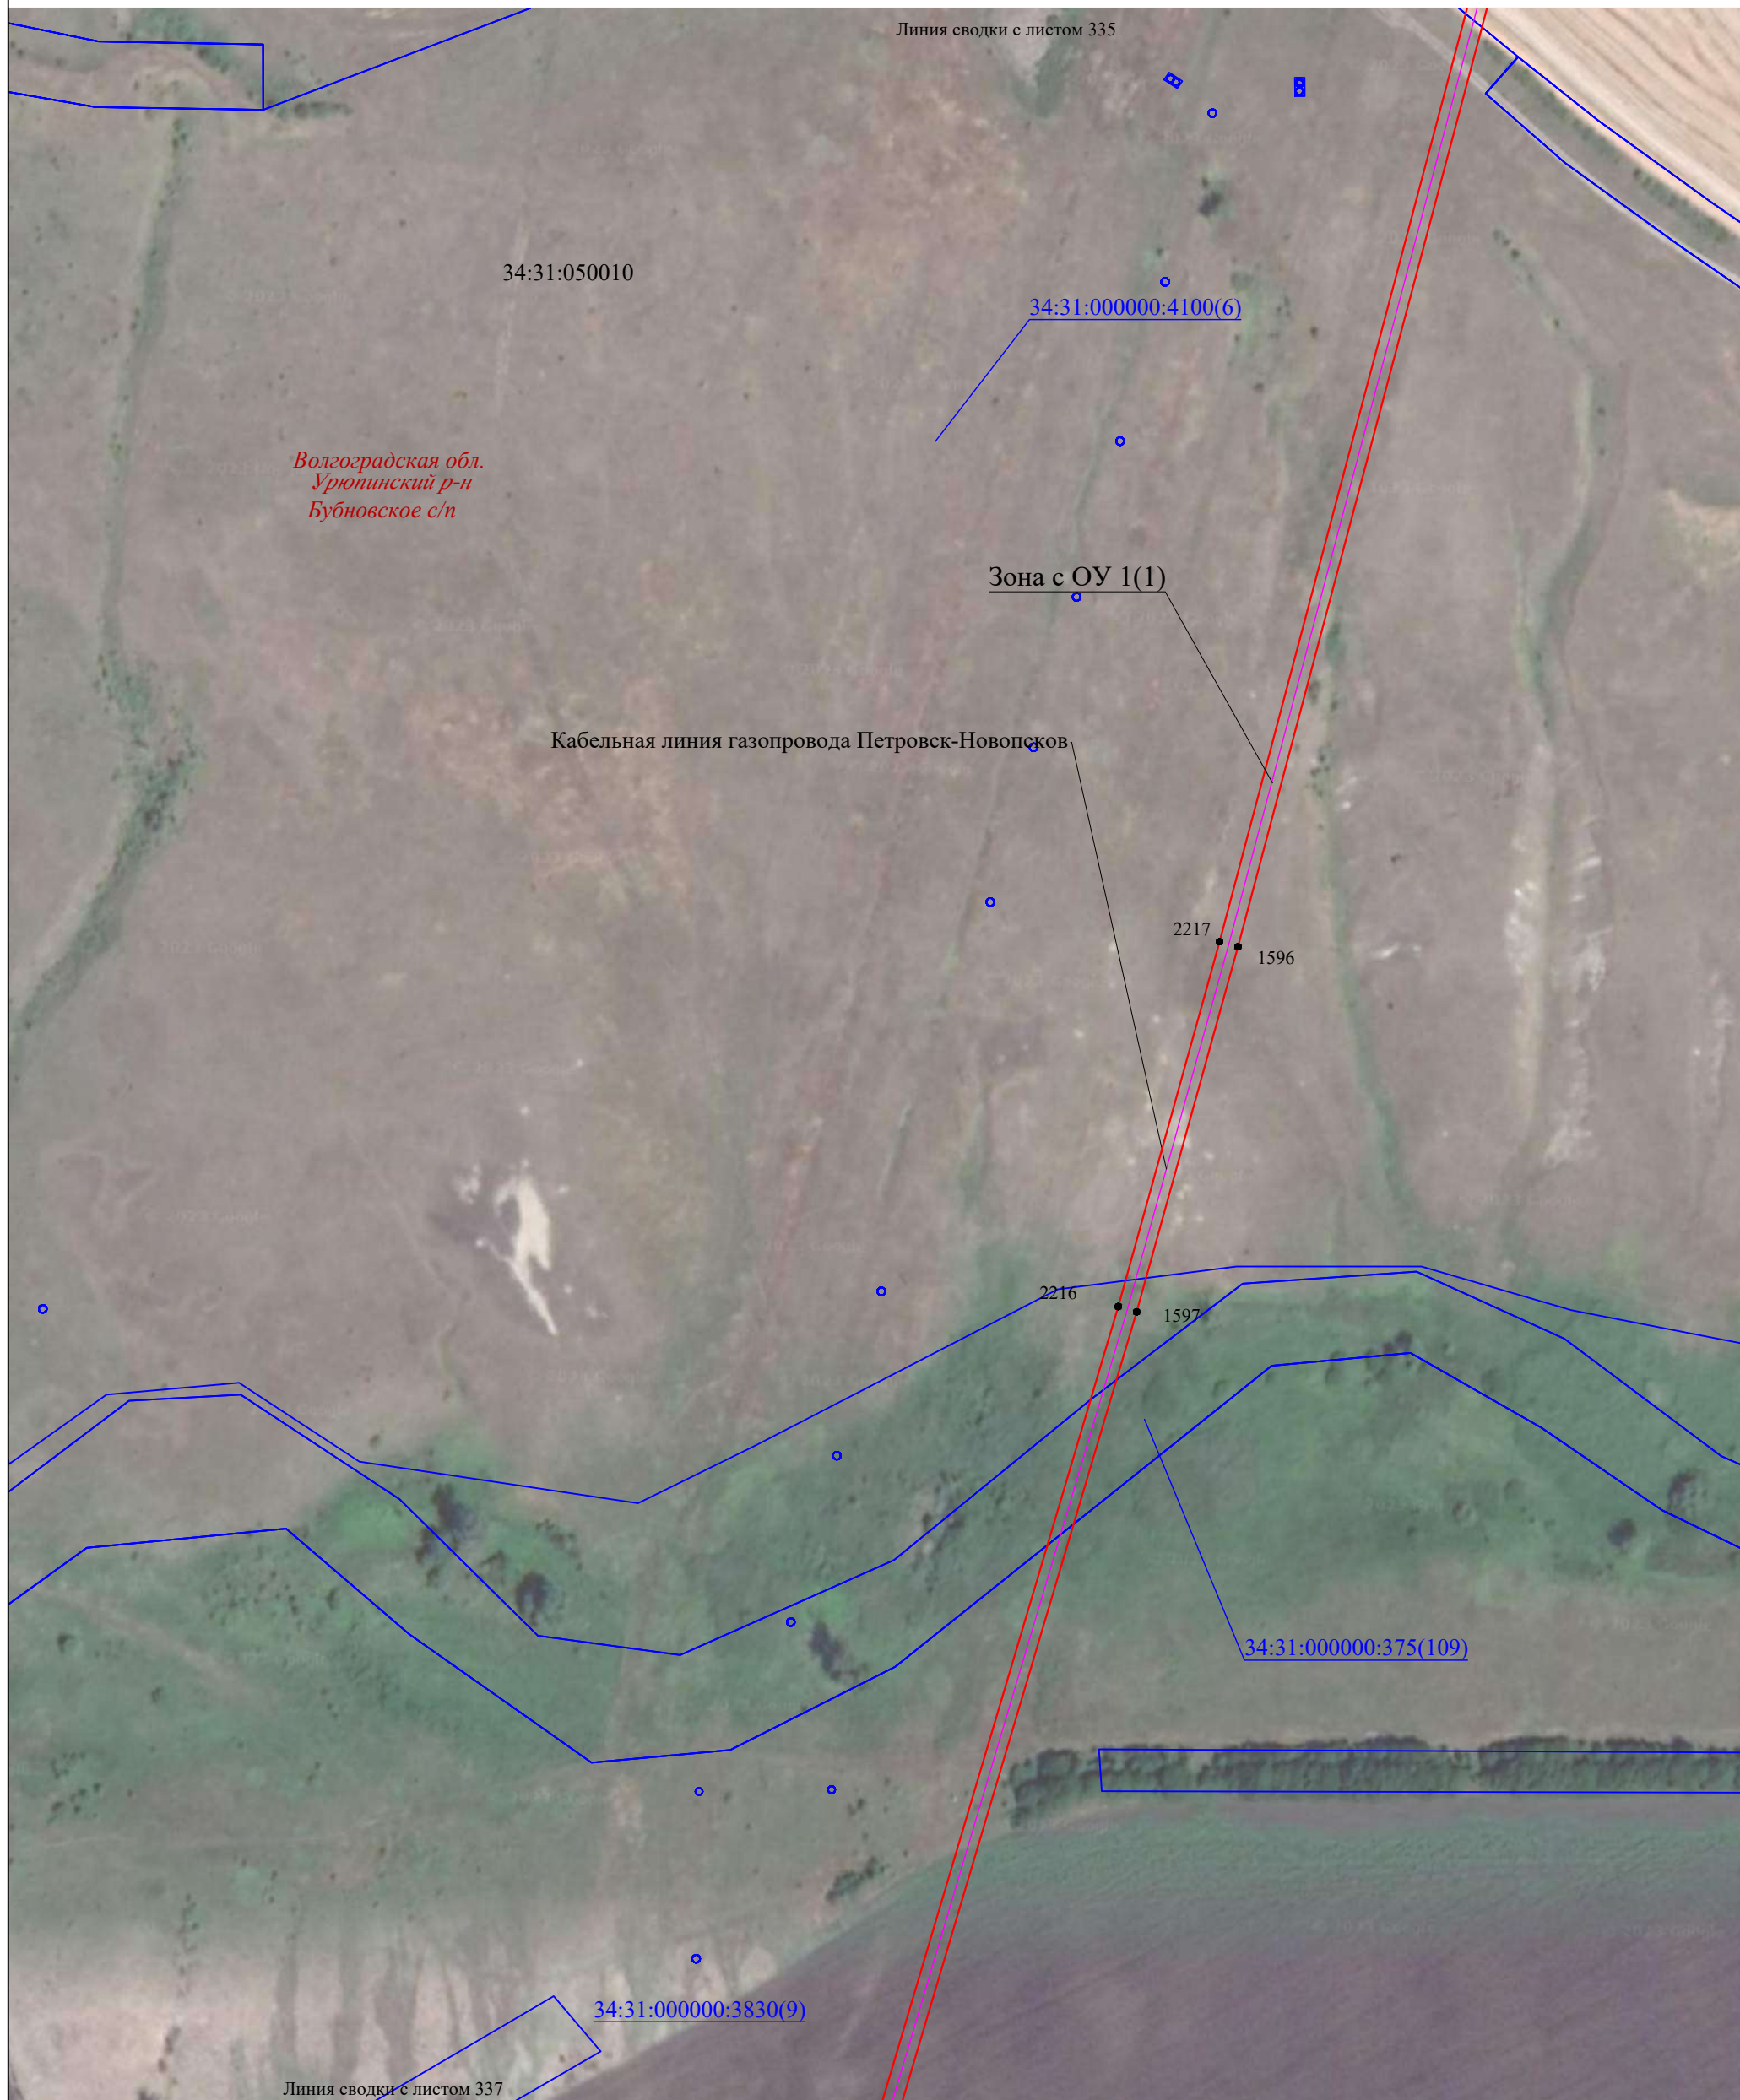 Линия сводки с листом 335
34:31:050010
34:31:000000:4100(6)
Волгоградская обл.
Урюпинский р-н
Бубновское с/п
Зона с ОУ 1(1)
Кабельная линия газопровода Петровск-Новопсков
2217
1596
2216
1597
34:31:000000:375(109)
34:31:000000:3830(9)
Линия сводки с листом 337